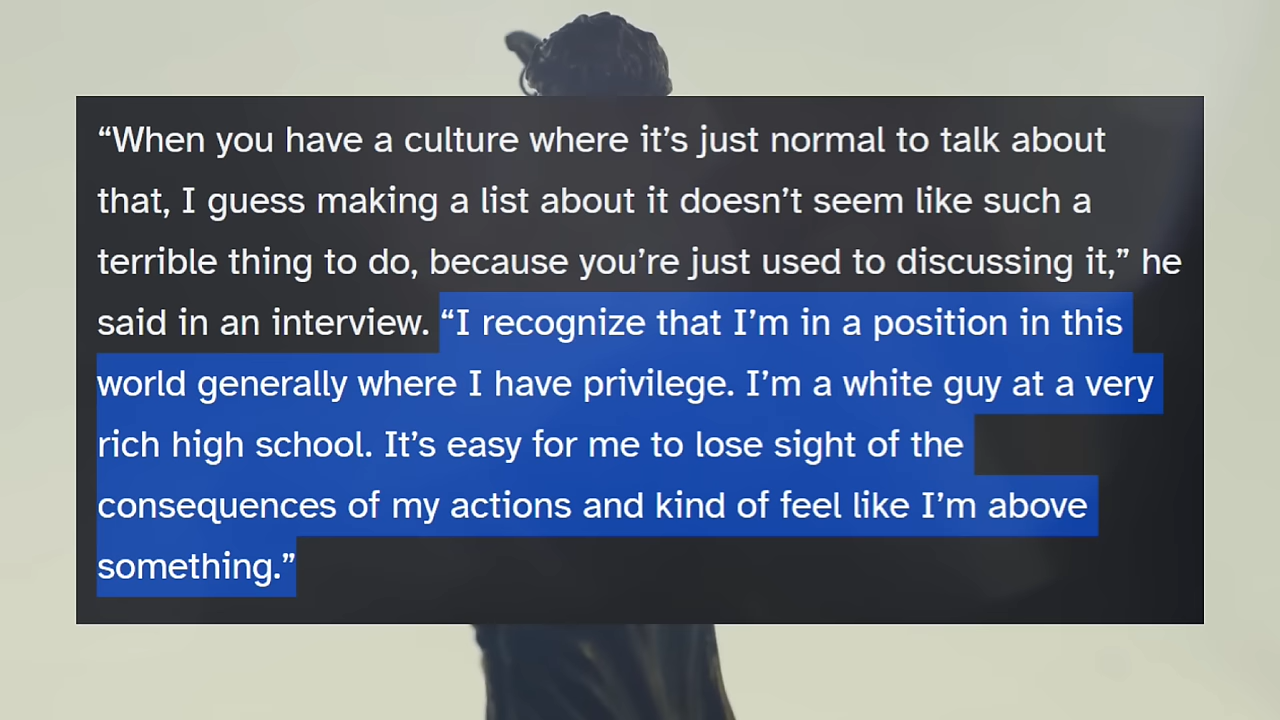 “When you have a culture where it’s just normal to talk about
that, I guess making a list about it doesn’t seem like such a
terrible thing to do, because you’re just used to discussing it,” he
said in an interview. “I recognize that I’m in a position in this
world generally where I have privilege. I’m a white guy at a very
rich high school. It’s easy for me to lose sight of the
consequences of my actions and kind of feel like I’m above
something.”